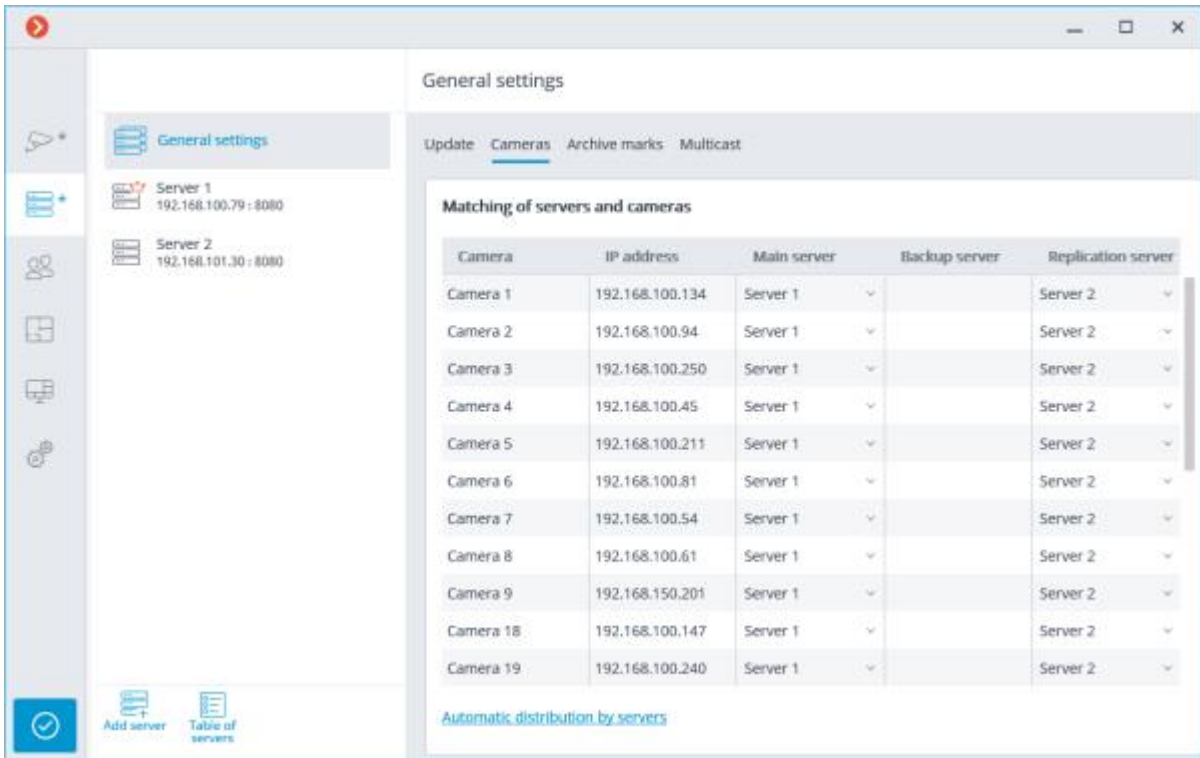 General settings
General settings
Server 1
192.168.100.79 : 8080
Server 2
192.168.101.30 : 8080
Add server
Table of
servers
Update Cameras Archive marks Multicast
Matching of servers and cameras
Camera IP address Main server Backup server Replication server
Camera 1 192.168.100.134 Server 1 Server 2
Camera 2 192.168.100.94 Server 1 Server 2
Camera 3 192.168.100.250 Server 1 Server 2
Camera 4 192.168.100.45 Server 1 Server 2
Camera 5 192.168.100.211 Server 1 Server 2
Camera 6 192.168.100.81 Server 1 Server 2
Camera 7 192.168.100.54 Server 1 Server 2
Camera 8 192.168.100.61 Server 1 Server 2
Camera 9 192.168.150.201 Server 1 Server 2
Camera 18 192.168.100.147 Server 1 Server 2
Camera 19 192.168.100.240 Server 1 Server 2
Automatic distribution by servers